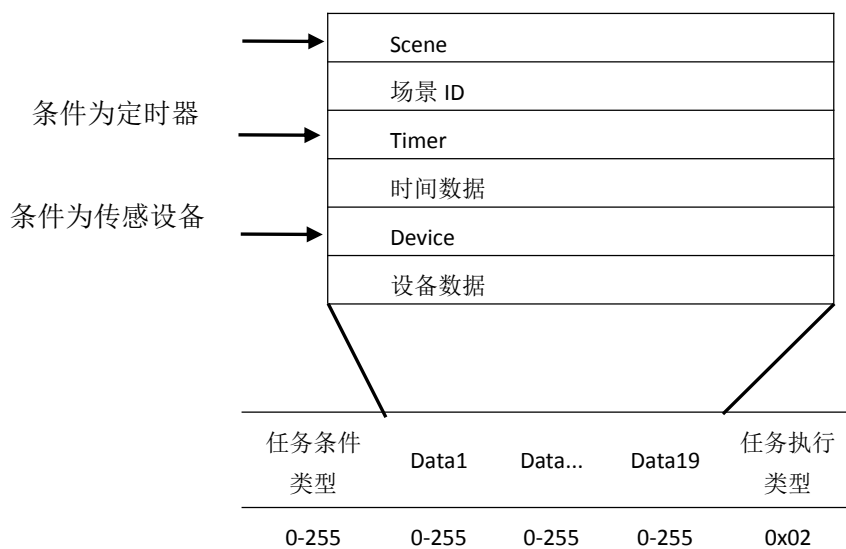 Scene
场景 ID
条件为定时器
Timer
时间数据
条件为传感设备
Device
设备数据
任务条件
类型
Data1
Data...
Data19
任务执行
类型
0-255
0-255
0-255
0-255
0x02